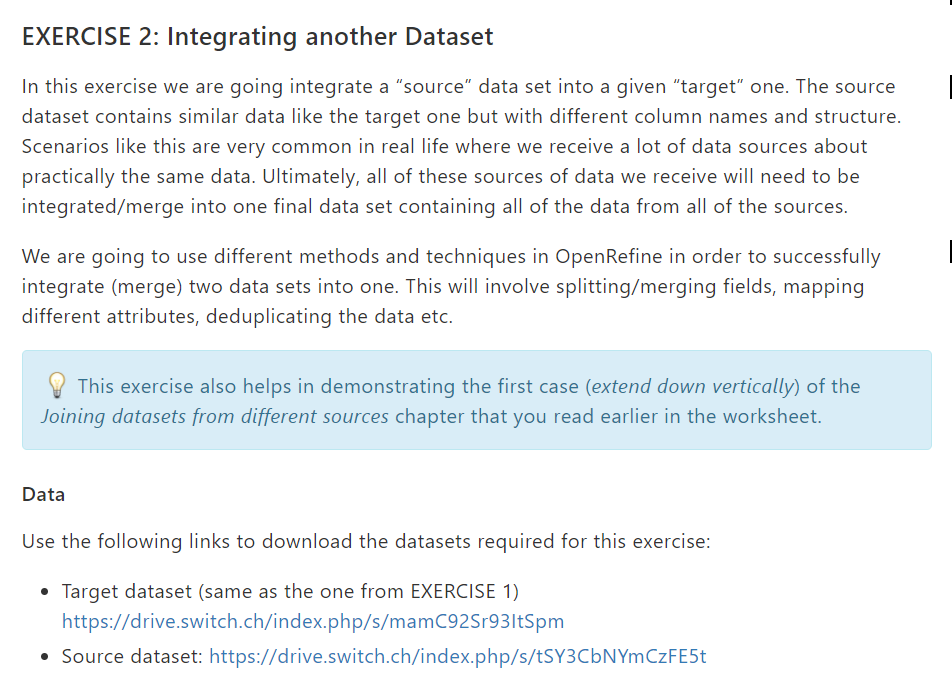 EXERCISE 2: Integrating another Dataset
In this exercise we are going integrate a “source” data set into a given “target” one. The source
dataset contains similar data like the target one but with different column names and structure.
Scenarios like this are very common in real life where we receive a lot of data sources about
practically the same data. Ultimately, all of these sources of data we receive will need to be
integrated/merge into one final data set containing all of the data from all of the sources.
We are going to use different methods and techniques in OpenRefine in order to successfully
integrate (merge) two data sets into one. This will involve splitting/merging fields, mapping
different attributes, deduplicating the data etc.
This exercise also helps in demonstrating the first case (extend down vertically) of the
Joining datasets from different sources chapter that you read earlier in the worksheet.
Data
Use the following links to download the datasets required for this exercise:
• Target dataset (same as the one from EXERCISE 1)
https://drive.switch.ch/index.php/s/mamC92Sr93ItSpm
• Source dataset: https://drive.switch.ch/index.php/s/tSY3CbNYmCzFE5t